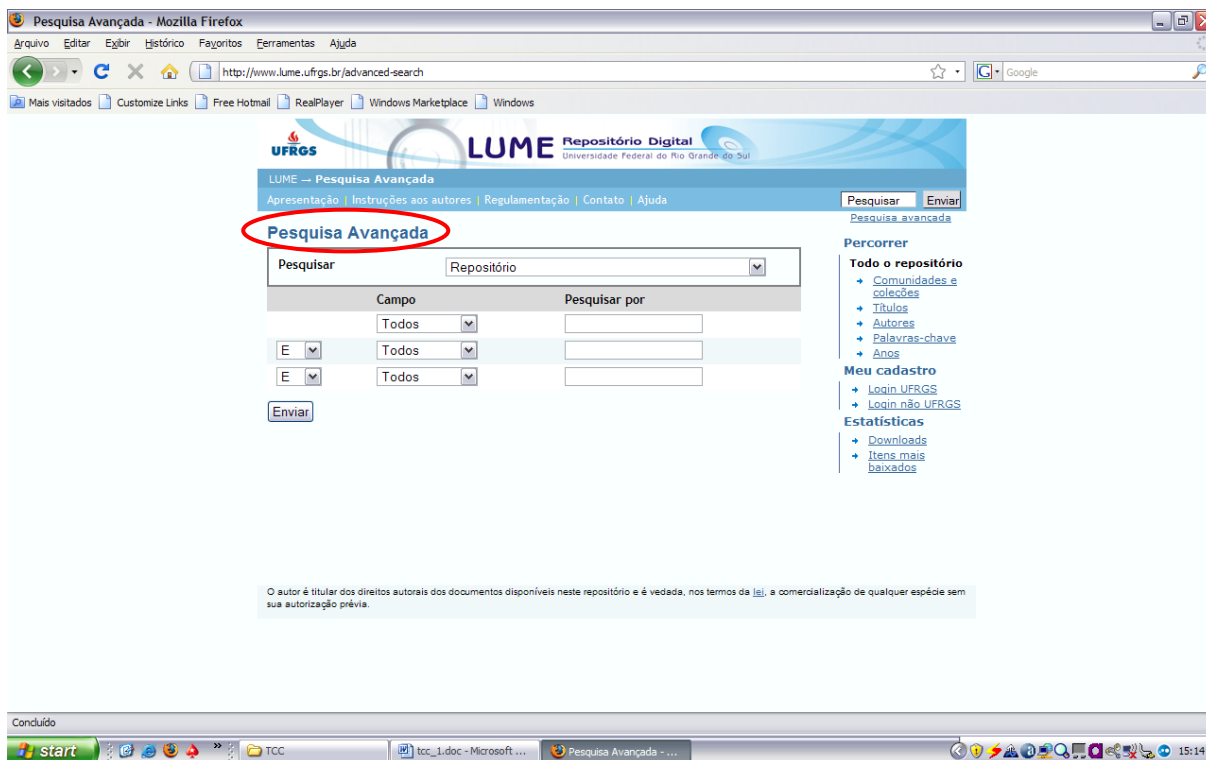 Pesquisa Avançada - Mozilla Firefox
Arquivo Editar Exibir Histórico Favoritos Ferramentas Ajuda
http://www.lume.ufrgs.br/advanced-search
Google
Mais visitados Customize Links Free Hotmail RealPlayer Windows Marketplace Windows
UFRGS
LUME Repositório Digital
Universidade Federal do Rio Grande do Sul
LUME → Pesquisa Avançada
Apresentação | Instruções aos autores | Regulamentação | Contato | Ajuda
Pesquisar Enviar
Pesquisa avançada
Pesquisa Avançada
Pesquisar Repositório
Campo Pesquisar por
Todos
E Todos
E Todos
Enviar
Percorrer
Todo o repositório
Comunidades e
coleções
Títulos
Autores
Palavras-chave
Anos
Meu cadastro
Login UFRGS
Login não UFRGS
Estatísticas
Downloads
Itens mais
baixados
O autor é titular dos direitos autorais dos documentos disponíveis neste repositório e é vedada, nos termos da lei, a comercialização de qualquer espécie sem
sua autorização prévia.
Concluído
start TCC tcc_1.doc - Microsoft ... Pesquisa Avançada - ... 15:14